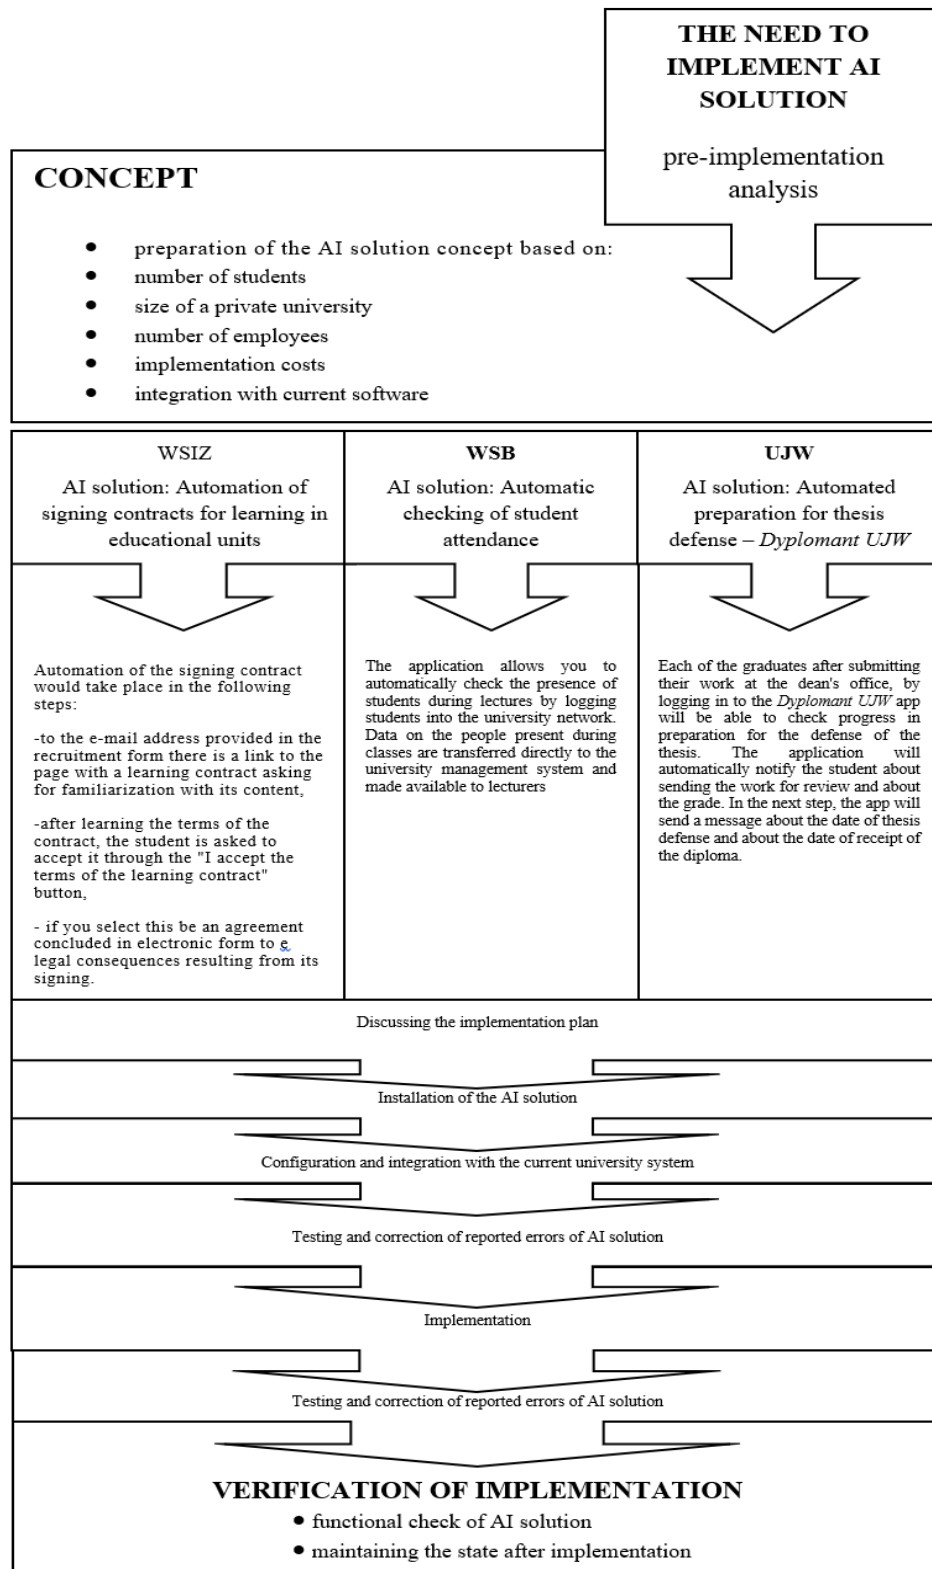 THE NEED TO
IMPLEMENT AI
SOLUTION
pre-implementation
analysis
CONCEPT
• preparation of the AI solution concept based on:
• number of students
• size of a private university
• number of employees
• implementation costs
• integration with current software
WSIZ
AI solution: Automation of
signing contracts for learning in
educational units
WSB
AI solution: Automatic
checking of student
attendance
UJW
AI solution: Automated
preparation for thesis
defense – Dyplomant UJW
Automation of the signing contract
would take place in the following
steps:
-to the e-mail address provided in the
recruitment form there is a link to the
page with a learning contract asking
for familiarization with its content,
-after learning the terms of the
contract, the student is asked to
accept it through the "I accept the
terms of the learning contract"
button,
- if you select this be an agreement
concluded in electronic form to e
legal consequences resulting from its
signing.
The application allows you to
automatically check the presence of
students during lectures by logging
students into the university network.
Data on the people present during
classes are transferred directly to the
university management system and
made available to lecturers
Each of the graduates after submitting
their work at the dean's office, by
logging in to the Dyplomant UJW app
will be able to check progress in
preparation for the defense of the
thesis. The application will
automatically notify the student about
sending the work for review and about
the grade. In the next step, the app will
send a message about the date of thesis
defense and about the date of receipt of
the diploma.
Discussing the implementation plan
Installation of the AI solution
Configuration and integration with the current university system
Testing and correction of reported errors of AI solution
Implementation
Testing and correction of reported errors of AI solution
VERIFICATION OF IMPLEMENTATION
• functional check of AI solution
• maintaining the state after implementation